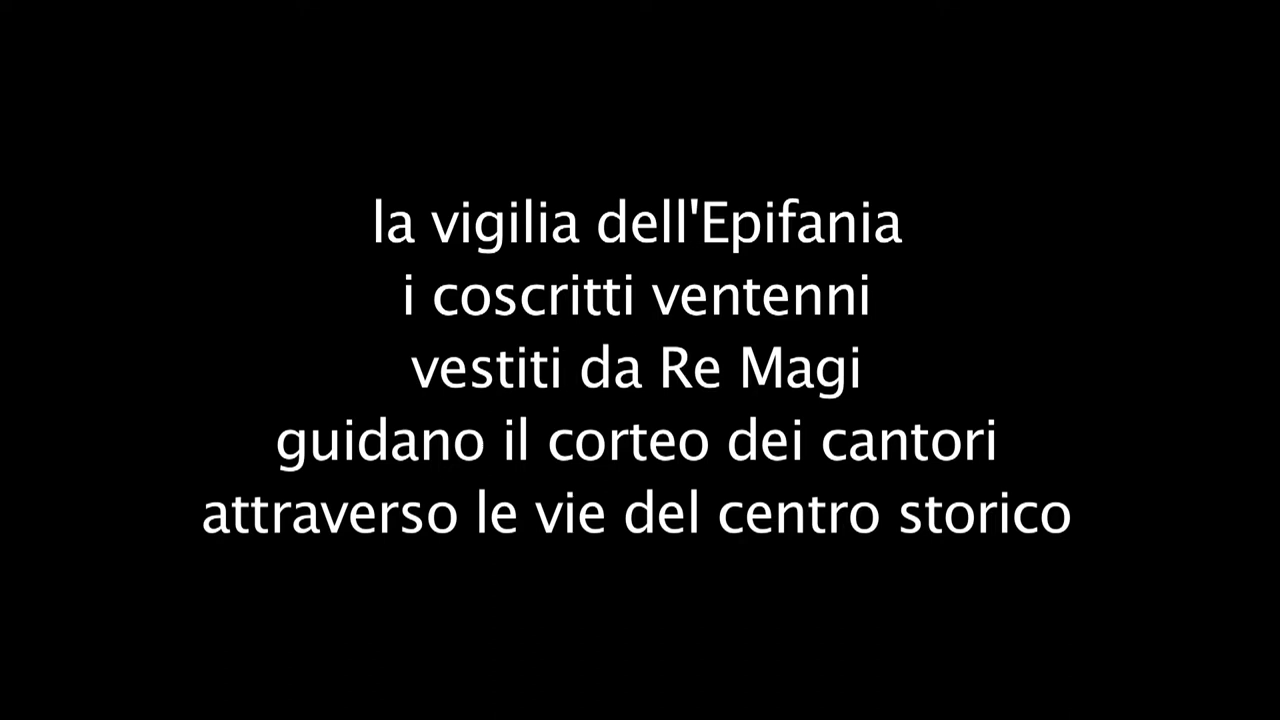 la vigilia dell'Epifania
i coscritti ventenni
vestiti da Re Magi
guidano il corteo dei cantori
attraverso le vie del centro storico